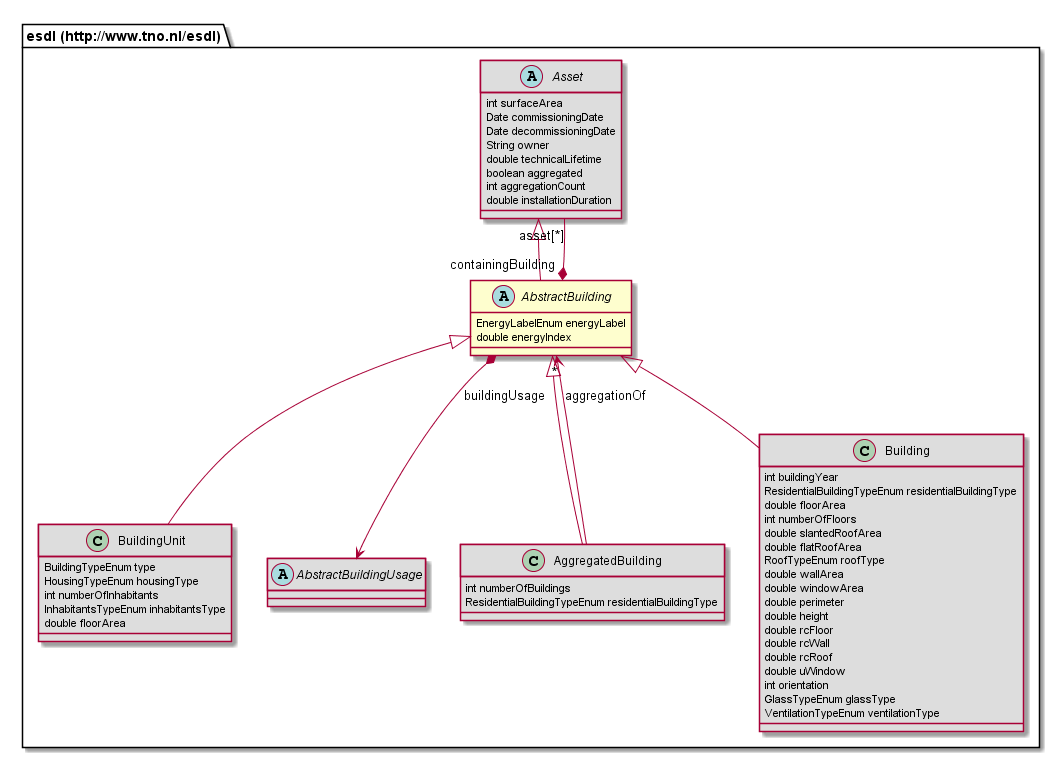 esdl (http://www.tno.nl/esdl)
A Asset
int surfaceArea
Date commissioningDate
Date decommissioningDate
String owner
double technicalLifetime
boolean aggregated
int aggregationCount
double installationDuration
asset[*]
containingBuilding
A AbstractBuilding
EnergyLabelEnum energyLabel
double energyIndex
*
buildingUsage
aggregationOf
C BuildingUnit
BuildingTypeEnum type
HousingTypeEnum housingType
int numberOfInhabitants
InhabitantsTypeEnum inhabitantsType
double floorArea
A AbstractBuildingUsage
C AggregatedBuilding
int numberOfBuildings
ResidentialBuildingTypeEnum residentialBuildingType
C Building
int buildingYear
ResidentialBuildingTypeEnum residentialBuildingType
double floorArea
int numberOfFloors
double slantedRoofArea
double flatRoofArea
RoofTypeEnum roofType
double wallArea
double windowArea
double perimeter
double height
double rcFloor
double rcWall
double rcRoof
double uWindow
int orientation
GlassTypeEnum glassType
VentilationTypeEnum ventilationType